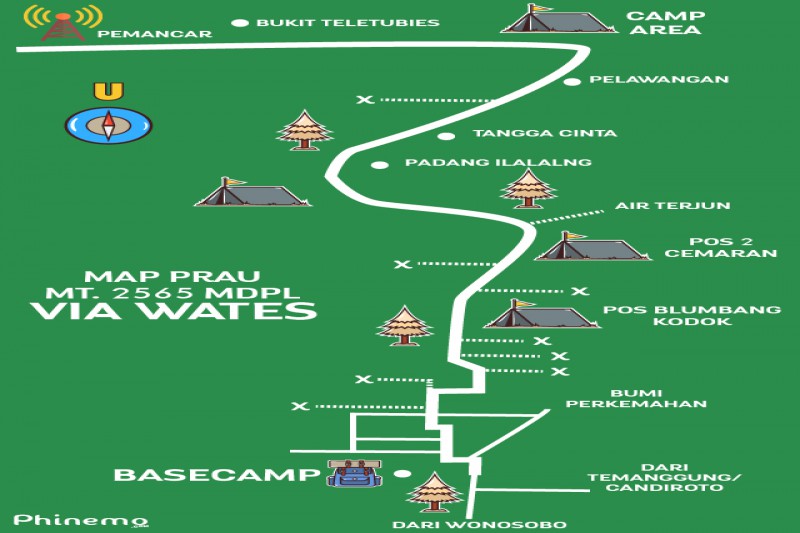 PEMANCAR
BUKIT TELETUBIES
CAMP
AREA
PELAWANGAN
U
X
TANGGA CINTA
PADANG ILALALNG
AIR TERJUN
POS 2
CEMARAN
X
MAP PRAU
MT. 2565 MDPL
VIA WATES
X
POS BLUMBANG
KODOK
X
X
X
X
X
BUMI
PERKEMAHAN
BASECAMP
DARI
TEMANGGUNG/
CANDIROTO
Phinemo.com
DARI WONOSOBO